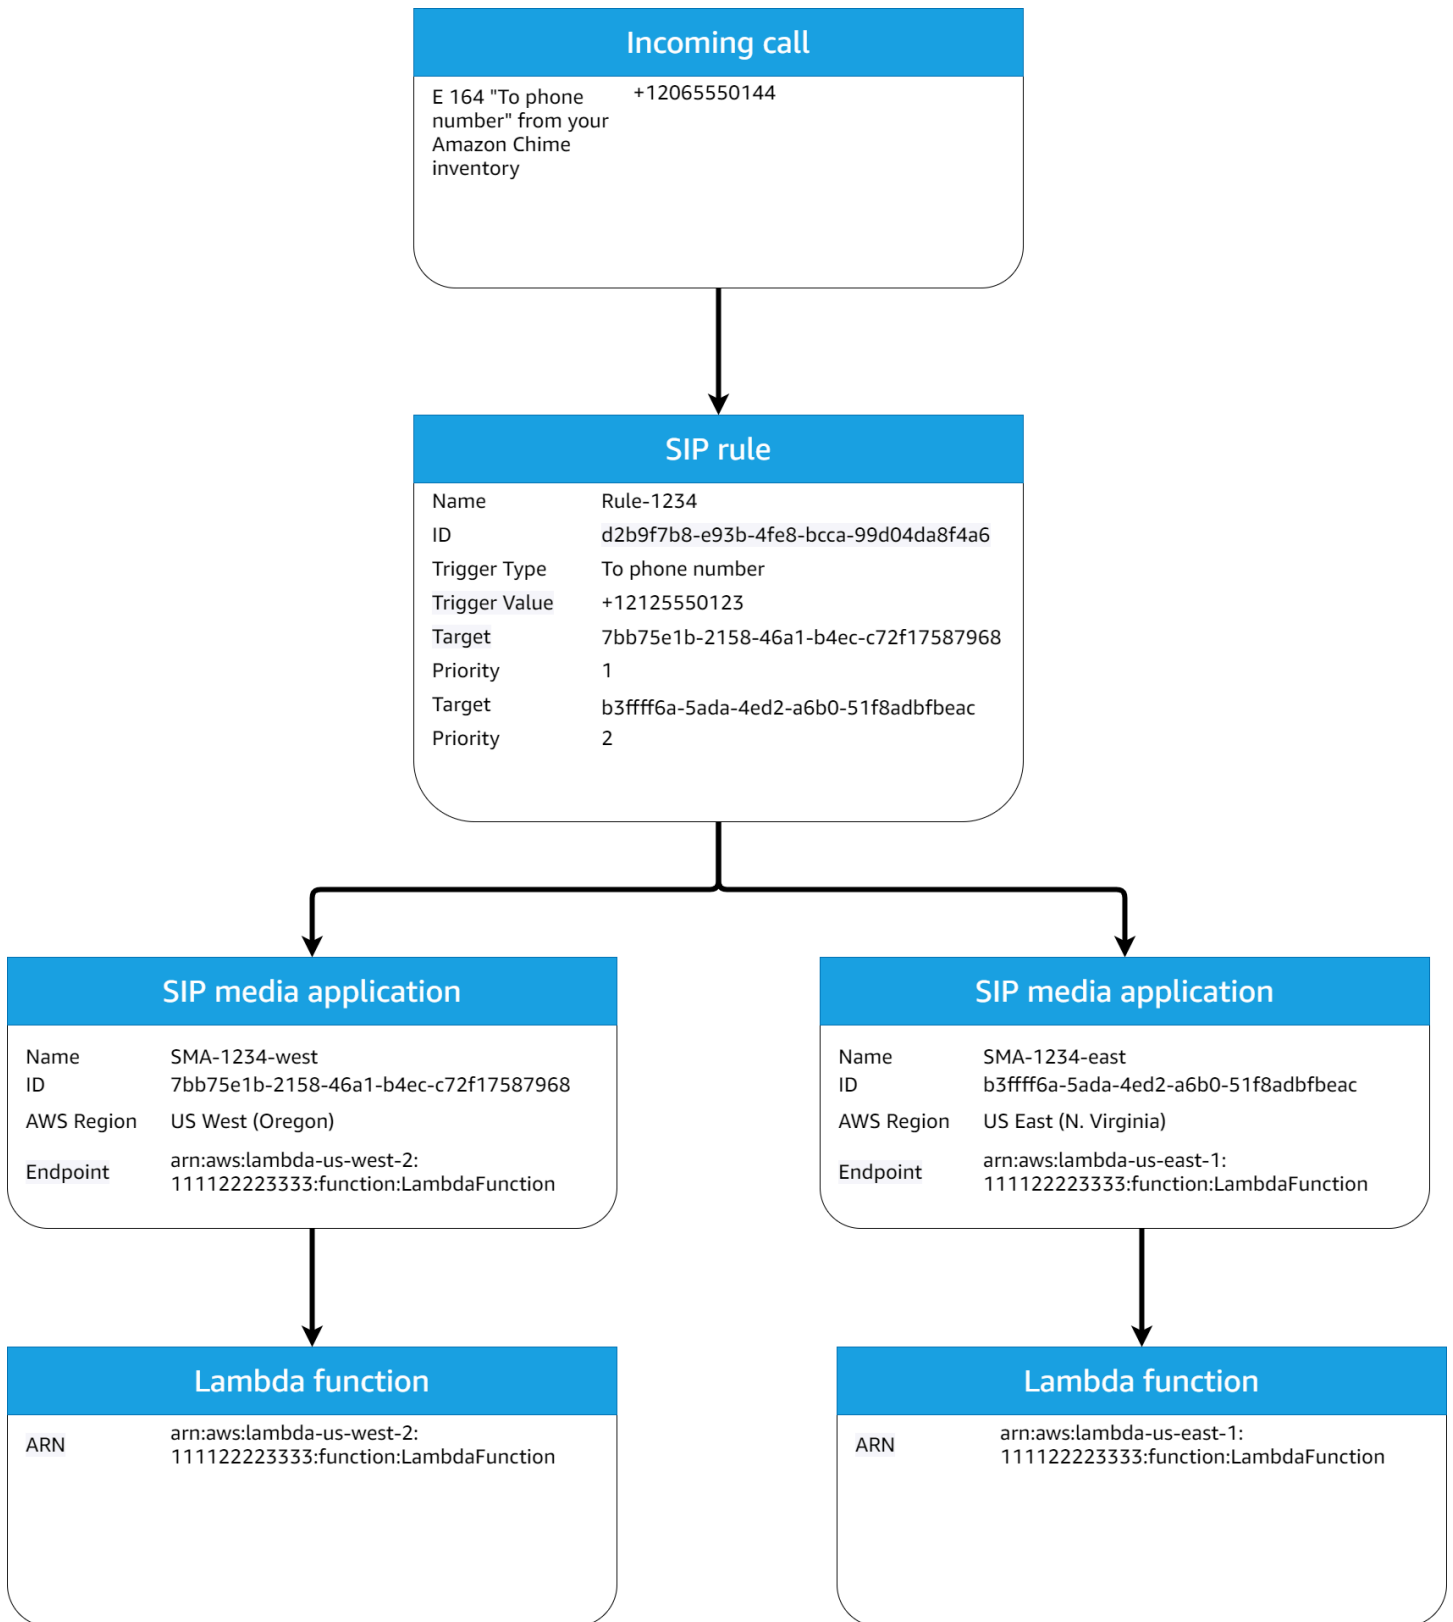 Incoming call
E 164 "To phone
number" from your
Amazon Chime
inventory
+12065550144
SIP rule
Name Rule-1234
ID d2b9f7b8-e93b-4fe8-bcca-99d04da8f4a6
Trigger Type To phone number
Trigger Value +12125550123
Target 7bb75e1b-2158-46a1-b4ec-c72f17587968
Priority 1
Target b3ffff6a-5ada-4ed2-a6b0-51f8adbfbeac
Priority 2
SIP media application
Name SMA-1234-west
ID 7bb75e1b-2158-46a1-b4ec-c72f17587968
AWS Region US West (Oregon)
Endpoint arn:aws:lambda-us-west-2:
111122223333:function:LambdaFunction
SIP media application
Name SMA-1234-east
ID b3ffff6a-5ada-4ed2-a6b0-51f8adbfbeac
AWS Region US East (N. Virginia)
Endpoint arn:aws:lambda-us-east-1:
111122223333:function:LambdaFunction
Lambda function
ARN arn:aws:lambda-us-west-2:
111122223333:function:LambdaFunction
Lambda function
ARN arn:aws:lambda-us-east-1:
111122223333:function:LambdaFunction